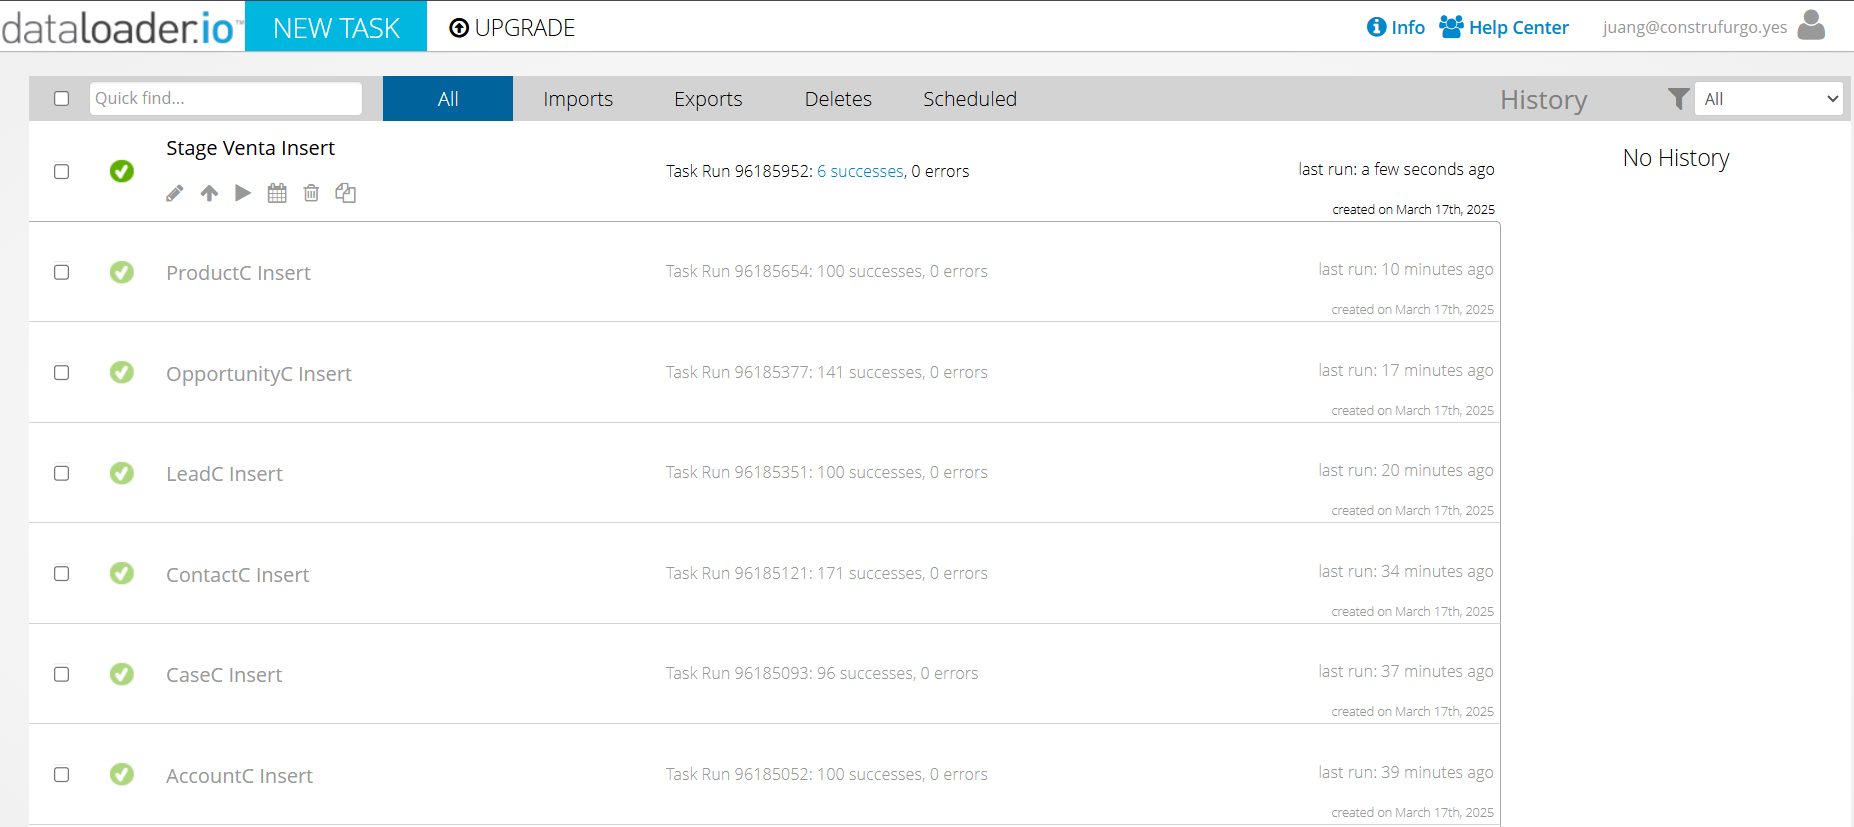 dataloader.io™ NEW TASK UPGRADE Info Help Center juang@construfurgo.yes
Quick find... All Imports Exports Deletes Scheduled History All
Stage Venta Insert
Task Run 96185952: 6 successes, 0 errors
last run: a few seconds ago
created on March 17th, 2025
No History
ProductC Insert
Task Run 96185654: 100 successes, 0 errors
last run: 10 minutes ago
created on March 17th, 2025
OpportunityC Insert
Task Run 96185377: 141 successes, 0 errors
last run: 17 minutes ago
created on March 17th, 2025
LeadC Insert
Task Run 96185351: 100 successes, 0 errors
last run: 20 minutes ago
created on March 17th, 2025
ContactC Insert
Task Run 96185121: 171 successes, 0 errors
last run: 34 minutes ago
created on March 17th, 2025
CaseC Insert
Task Run 96185093: 96 successes, 0 errors
last run: 37 minutes ago
created on March 17th, 2025
AccountC Insert
Task Run 96185052: 100 successes, 0 errors
last run: 39 minutes ago
created on March 17th, 2025